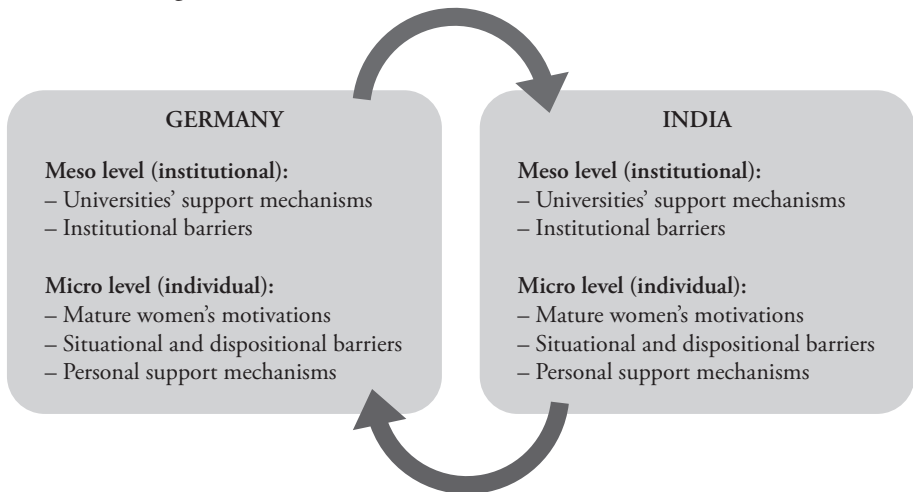 GERMANY
Meso level (institutional):
– Universities’ support mechanisms
– Institutional barriers
Micro level (individual):
– Mature women’s motivations
– Situational and dispositional barriers
– Personal support mechanisms
INDIA
Meso level (institutional):
– Universities’ support mechanisms
– Institutional barriers
Micro level (individual):
– Mature women’s motivations
– Situational and dispositional barriers
– Personal support mechanisms